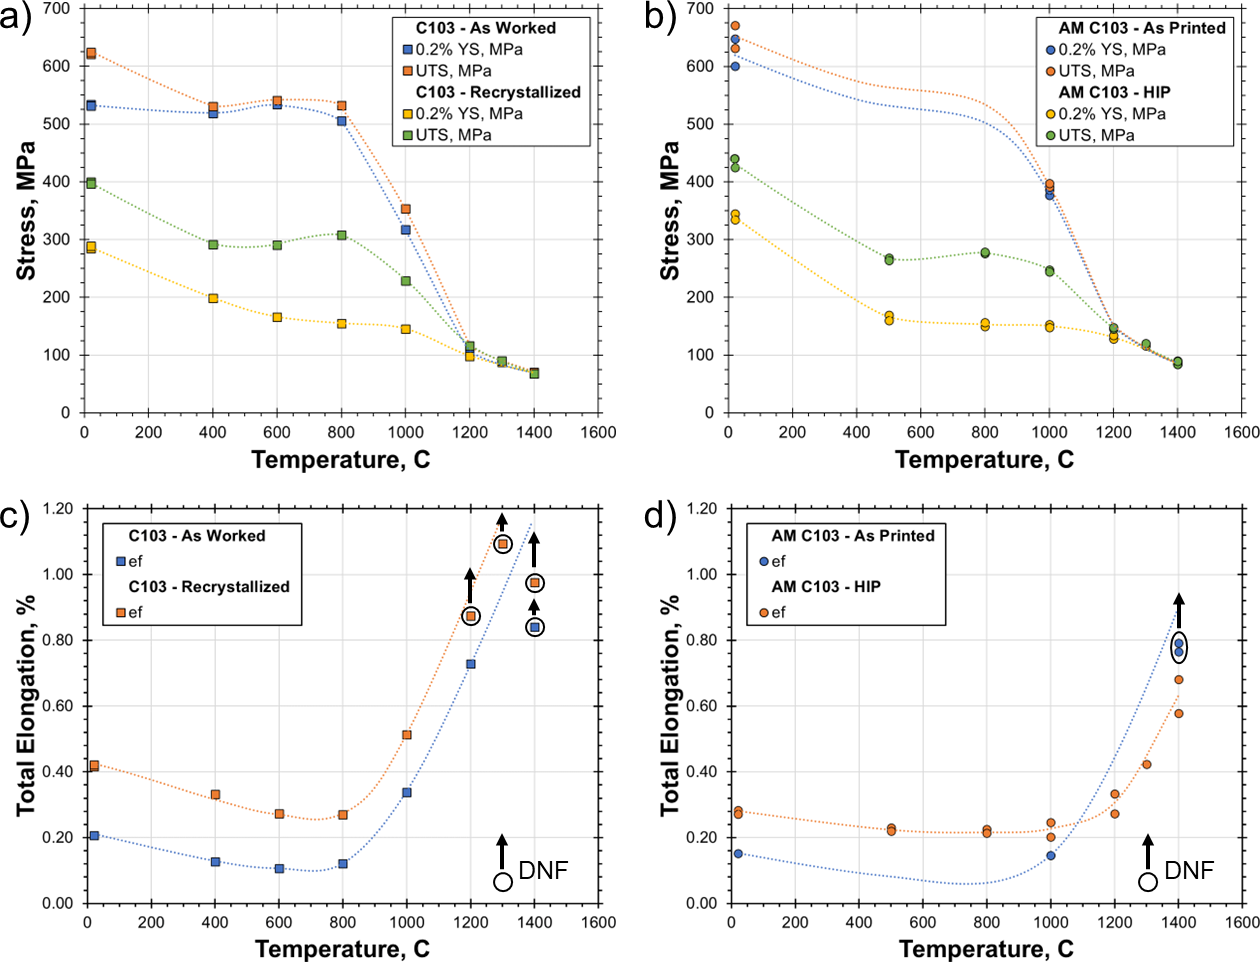 a)
700
600
500
400
300
200
100
0
Stress, MPa
C103 - As Worked
0.2% YS, MPa
UTS, MPa
C103 - Recrystallized
0.2% YS, MPa
UTS, MPa
0 200 400 600 800 1000 1200 1400 1600
Temperature, C
b)
700
600
500
400
300
200
100
0
Stress, MPa
AM C103 - As Printed
0.2% YS, MPa
UTS, MPa
AM C103 - HIP
0.2% YS, MPa
UTS, MPa
0 200 400 600 800 1000 1200 1400 1600
Temperature, C
c)
1.20
1.00
0.80
0.60
0.40
0.20
0.00
Total Elongation, %
C103 - As Worked
ef
C103 - Recrystallized
ef
DNF
0 200 400 600 800 1000 1200 1400 1600
Temperature, C
d)
1.20
1.00
0.80
0.60
0.40
0.20
0.00
Total Elongation, %
AM C103 - As Printed
ef
AM C103 - HIP
ef
DNF
0 200 400 600 800 1000 1200 1400 1600
Temperature, C